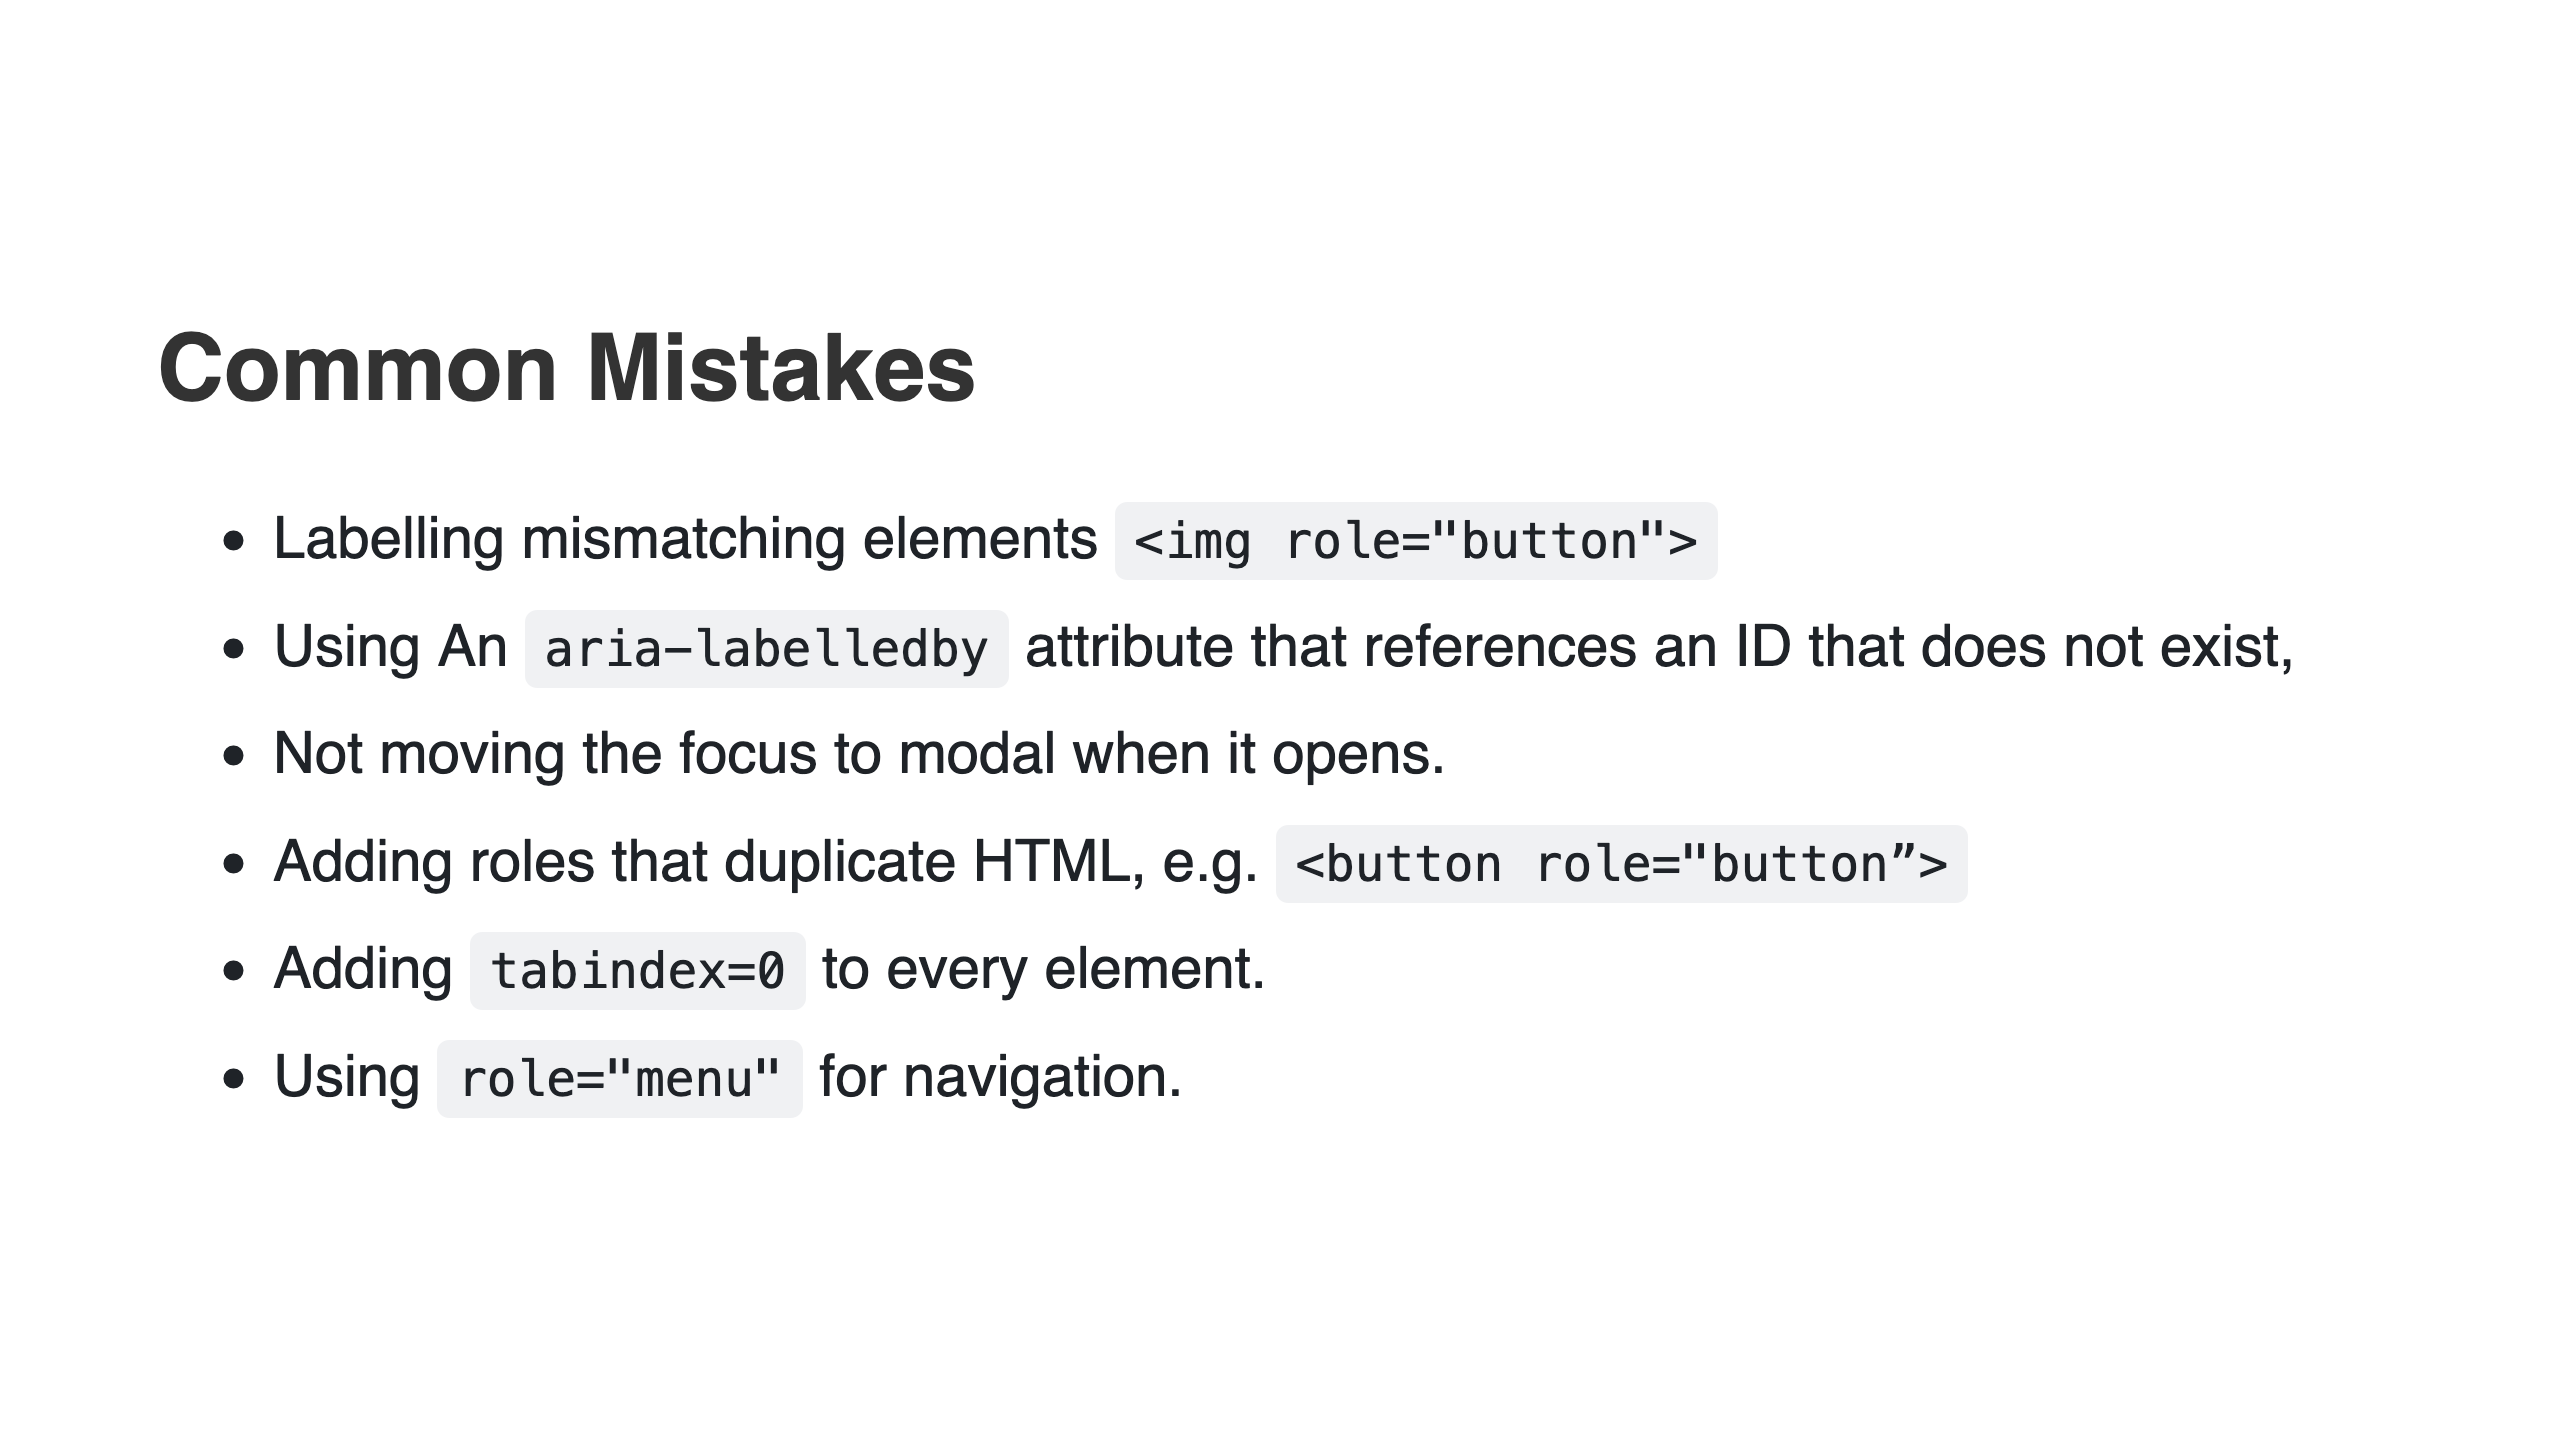 Common Mistakes
• Labelling mismatching elements <img role="button">
• Using An aria-labelledby attribute that references an ID that does not exist,
• Not moving the focus to modal when it opens.
• Adding roles that duplicate HTML, e.g. <button role="button”>
• Adding tabindex=0 to every element.
• Using role="menu" for navigation.